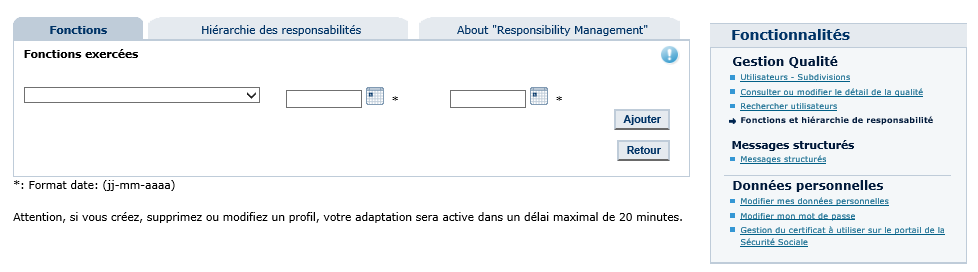 Fonctions
Hiérarchie des responsabilités
About "Responsibility Management"
Fonctions exercées
*
*
Ajouter
Retour
*: Format date: (jj-mm-aaaa)
Attention, si vous créez, supprimez ou modifiez un profil, votre adaptation sera active dans un délai maximal de 20 minutes.
Fonctionnalités
Gestion Qualité
Utilisateurs - Subdivisions
Consulter ou modifier le détail de la qualité
Rechercher utilisateurs
Fonctions et hiérarchie de responsabilité
Messages structurés
Messages structurés
Données personnelles
Modifier mes données personnelles
Modifier mon mot de passe
Gestion du certificat à utiliser sur le portail de la
Sécurité Sociale